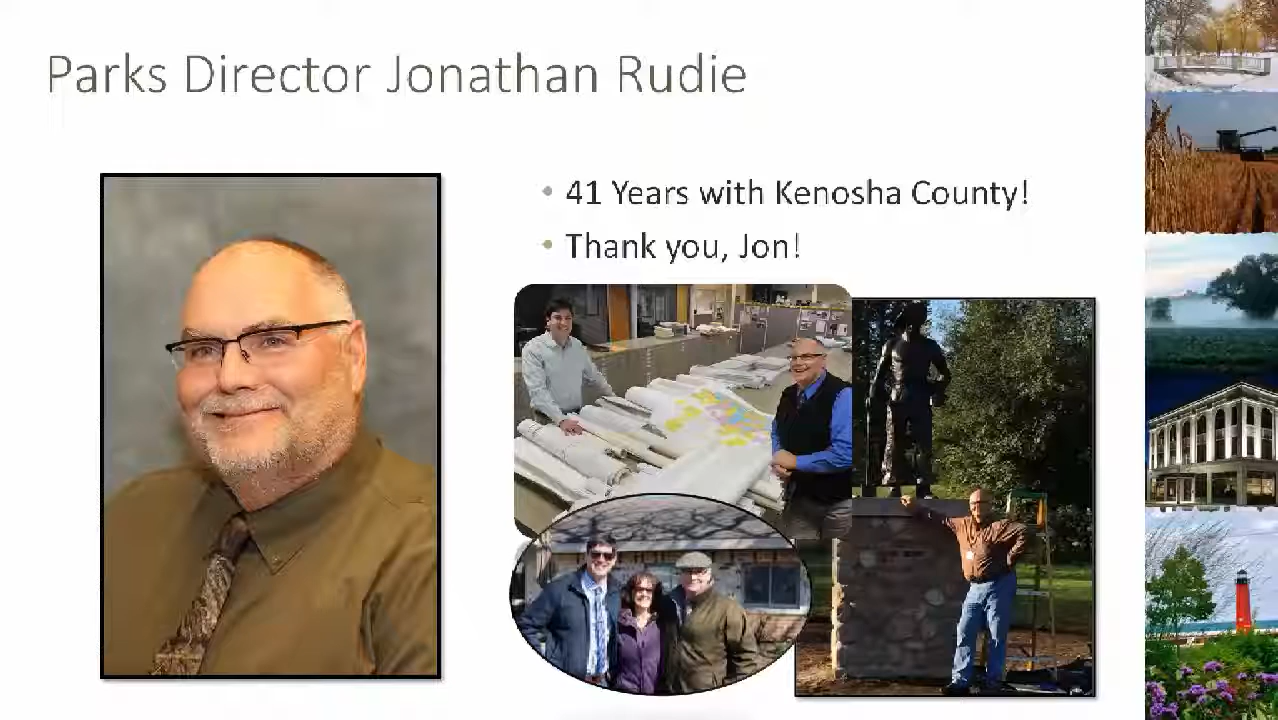 Parks Director Jonathan Rudie
• 41 Years with Kenosha County!
• Thank you, Jon!